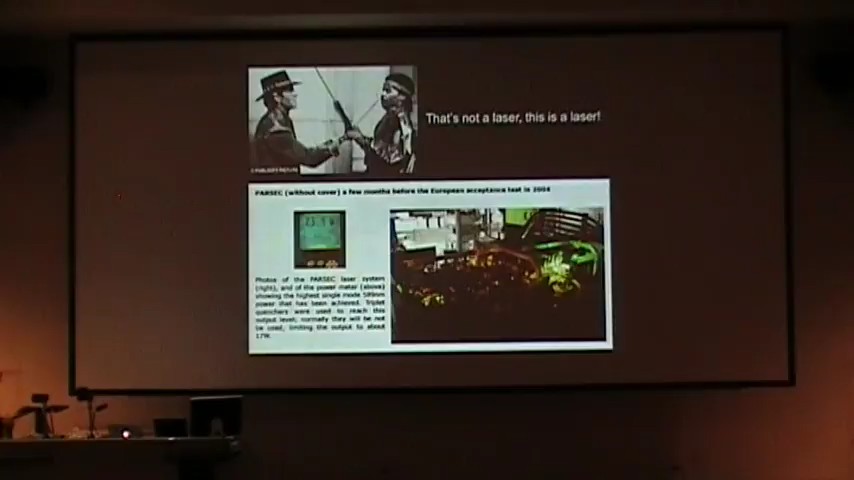 That's not a laser, this is a laser!
PARSEC (without cover) a few months before the European acceptance test in 2004
Photos of the PARSEC laser system
(right), and of the power meter (above)
showing the highest single mode 589nm
power that has been achieved. Triplet
quenchers were used to reach this
output level; normally they will be not
be used, limiting the output to about
17W.